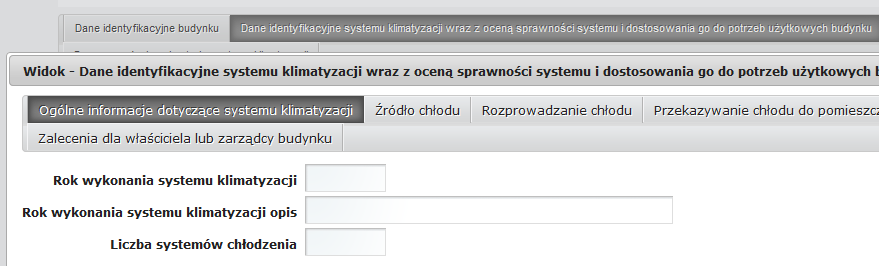 Dane identyfikacyjne budynku Dane identyfikacyjne systemu klimatyzacji wraz z oceną sprawności systemu i dostosowania go do potrzeb użytkowych budynku
Widok - Dane identyfikacyjne systemu klimatyzacji wraz z oceną sprawności systemu i dostosowania go do potrzeb użytkowych b
Ogólne informacje dotyczące systemu klimatyzacji Źródło chłodu Rozprowadzanie chłodu Przekazywanie chłodu do pomieszcz
Zalecenia dla właściciela lub zarządcy budynku
Rok wykonania systemu klimatyzacji
Rok wykonania systemu klimatyzacji opis
Liczba systemów chłodzenia